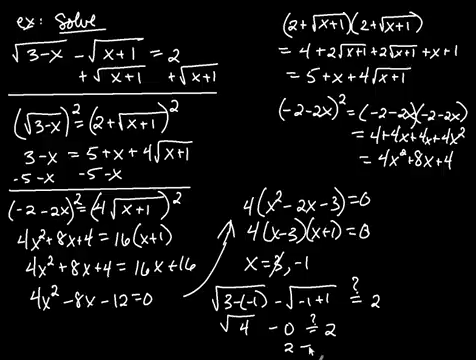 ex: Solve
√(3-x) - √(x+1) = 2
+√(x+1) +√(x+1)
(√(3-x))² = (2+√(x+1))²
3-x = 5+x+4√(x+1)
-5-x -5-x
(-2-2x)² = (4√(x+1))²
4x²+8x+4 = 16(x+1)
4x²+8x+4 = 16x+16
4x²-8x-12=0
(2+√(x+1))(2+√(x+1))
= 4+2√(x+1)+2√(x+1)+x+1
= 5+x+4√(x+1)
(-2-2x)² = (-2-2x)(-2-2x)
= 4+4x+4x+4x²
= 4x²+8x+4
4(x²-2x-3)=0
4(x-3)(x+1)=0
x=3,-1
√(3-(-1)) - √(-1+1) ≟ 2
√4 - 0 ≟ 2
2